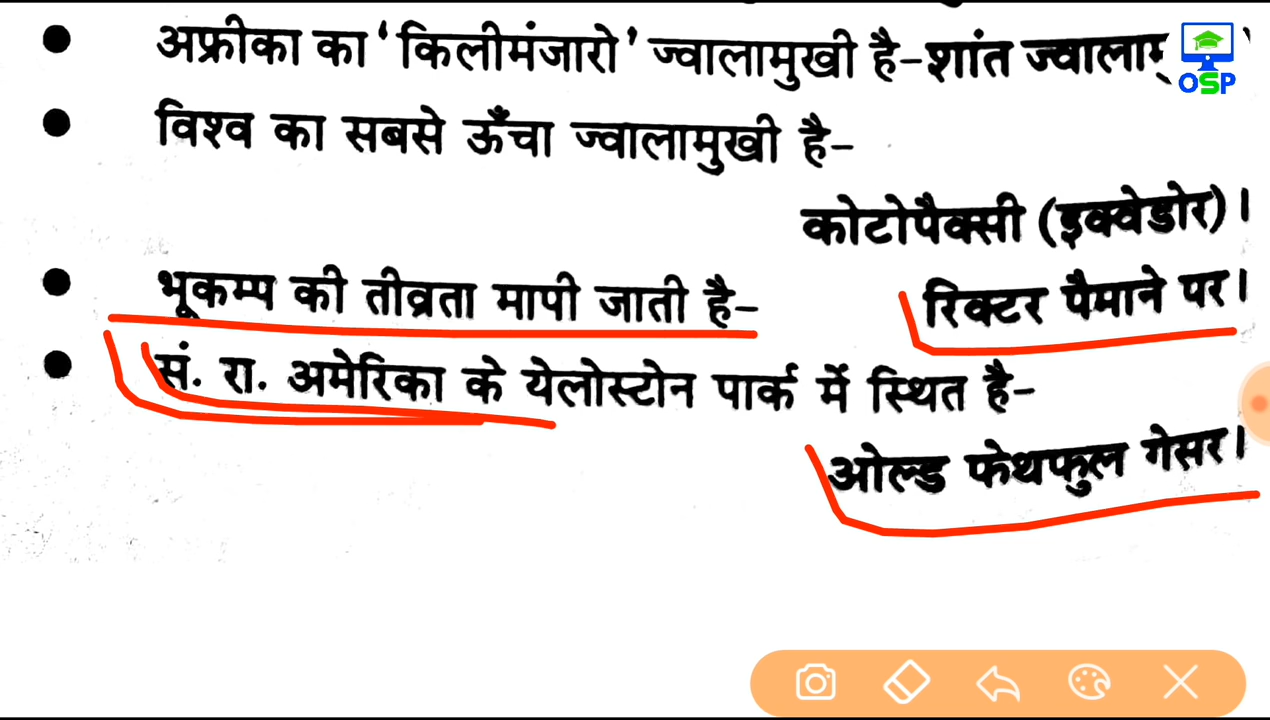 अफ्रीका का 'किलीमंजारो' ज्वालामुखी है-शांत
OSP
विश्व का सबसे ऊँचा ज्वालामुखी है-
कोटोपैक्सी (इक्वेडोर)।
भूकम्प की तीव्रता मापी जाती है- रिक्टर पैमाने पर।
सं. रा. अमेरिका के येलोस्टोन पार्क में स्थित है-
ओल्ड फेथफुल गेसर।